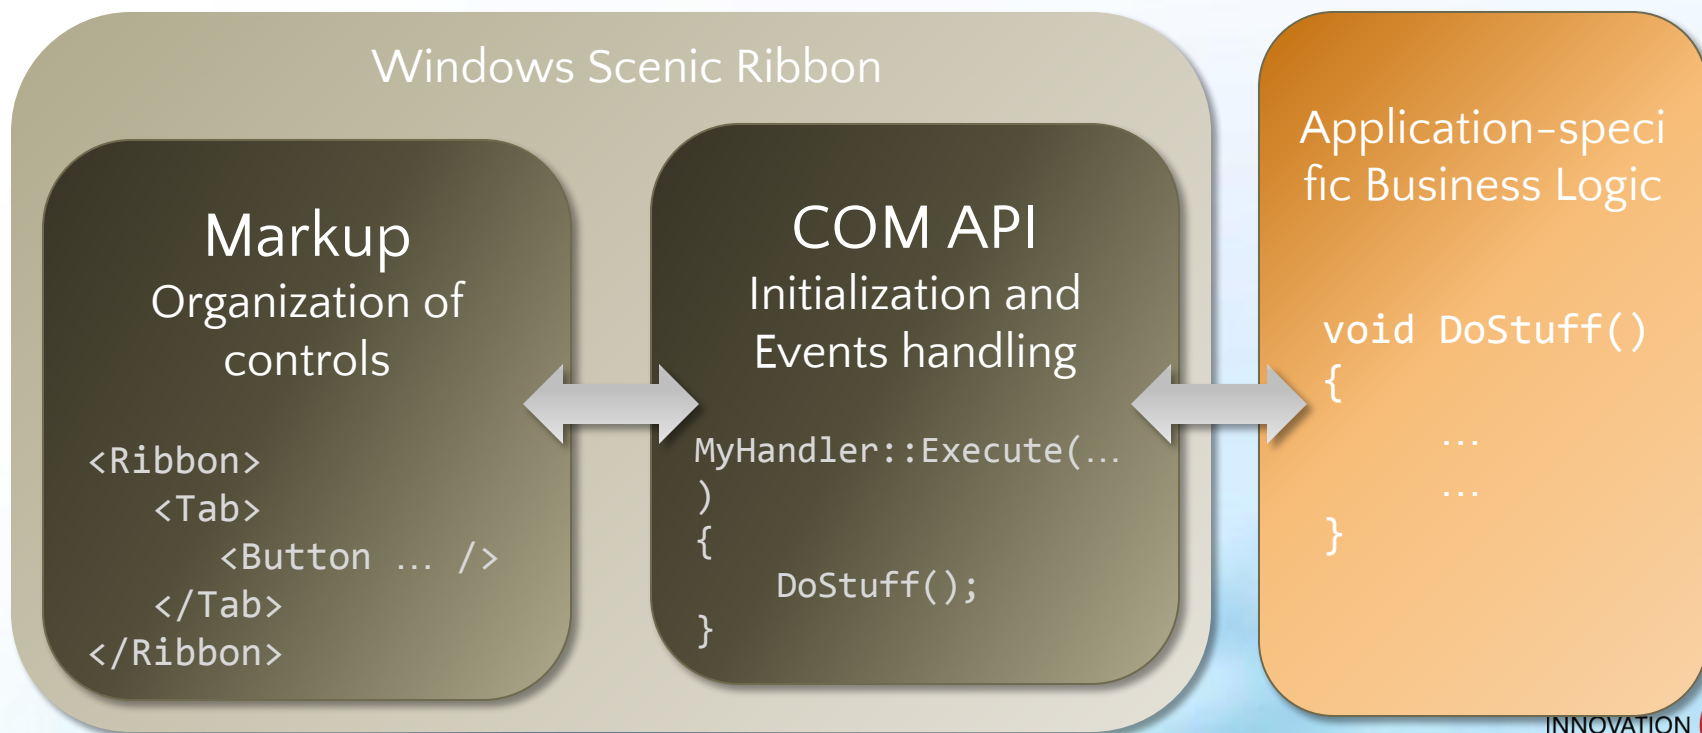 Windows Scenic Ribbon
Markup
Organization of
controls
<Ribbon>
   <Tab>
      <Button … />
   </Tab>
</Ribbon>
COM API
Initialization and
Events handling
MyHandler::Execute(…
)
{
    DoStuff();
}
Application-speci
fic Business Logic
void DoStuff()
{
     …
     …
}
INNOVATION